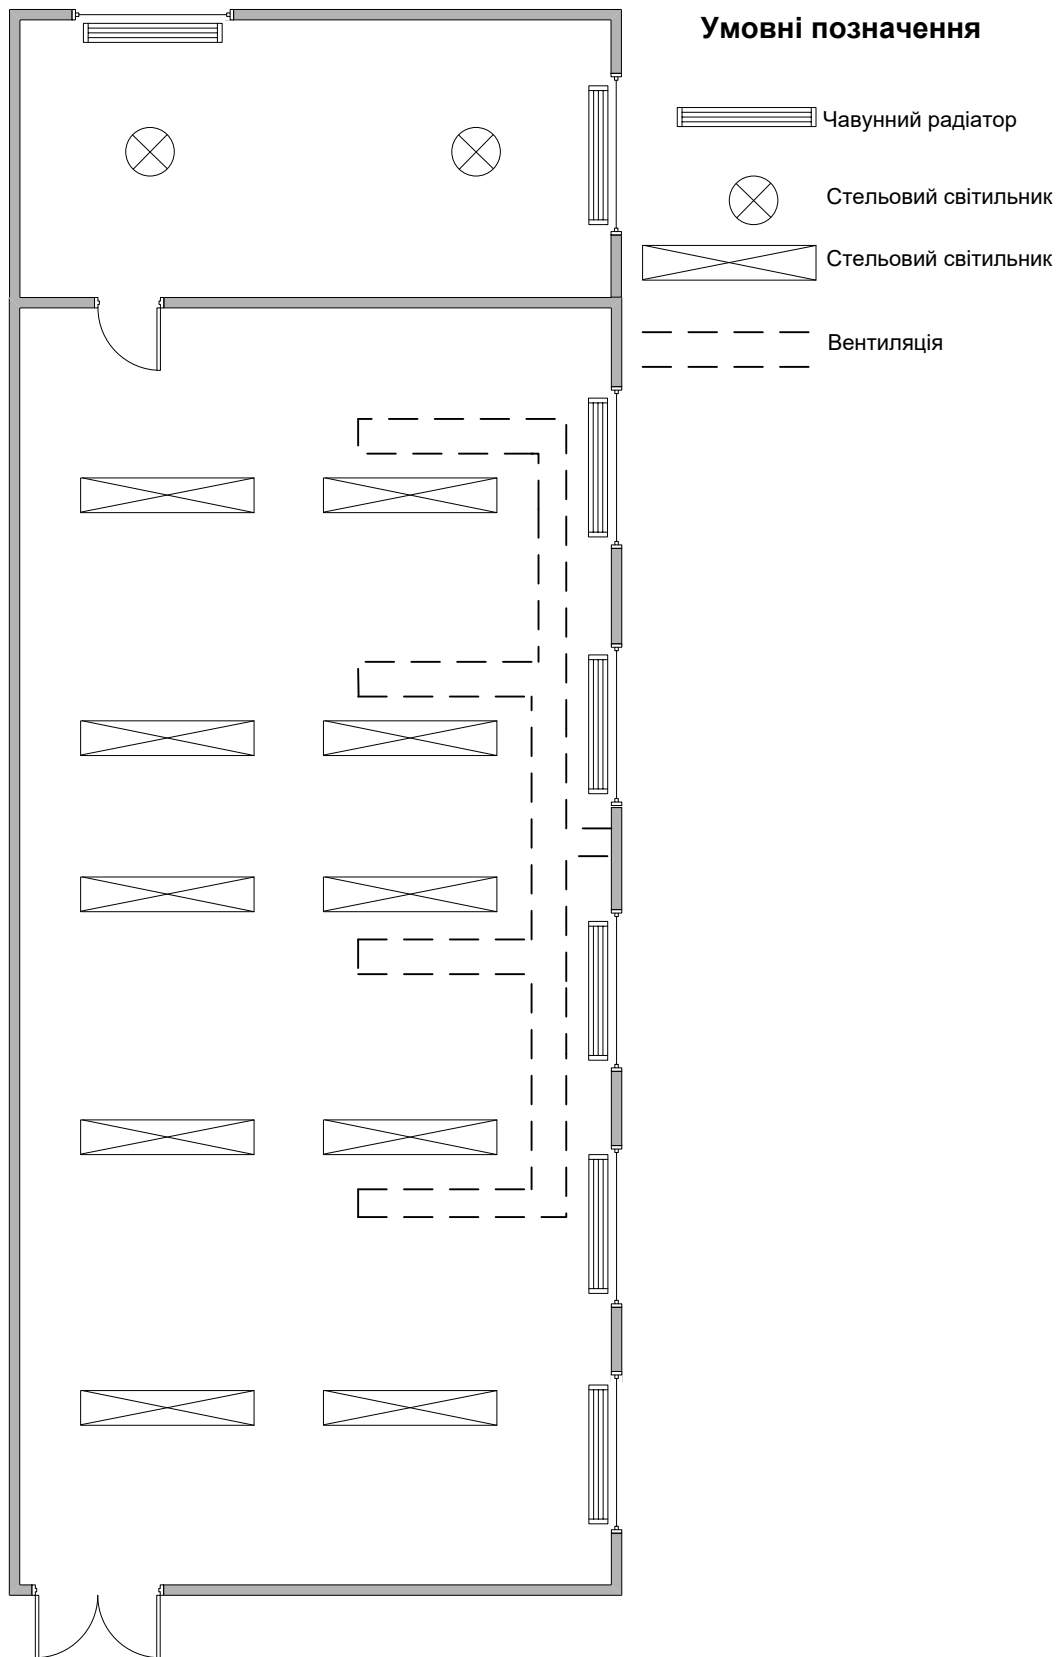 Умовні позначення
Чавунний радіатор
Стельовий світильник
Стельовий світильник
Вентиляція